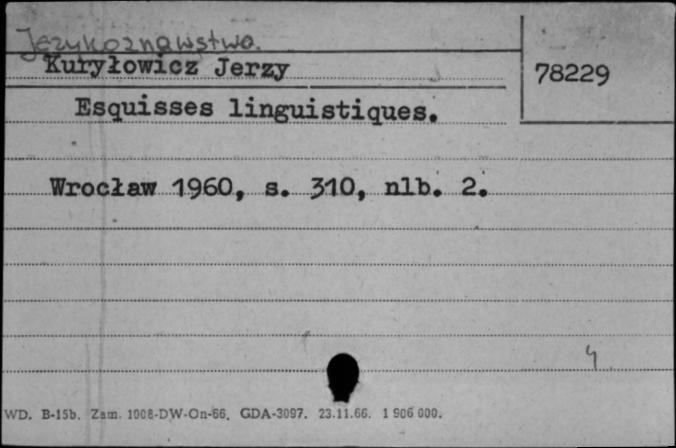 Językoznawstwo.
Kuryłowicz Jerzy
78229
Esquisses linguistiques.
Wrocław 1960, s. 310, nlb. 2.
4
WD. B-15b. Zam. 1008-DW-On-66. GDA-3097. 23.11.66. 1 906 000.